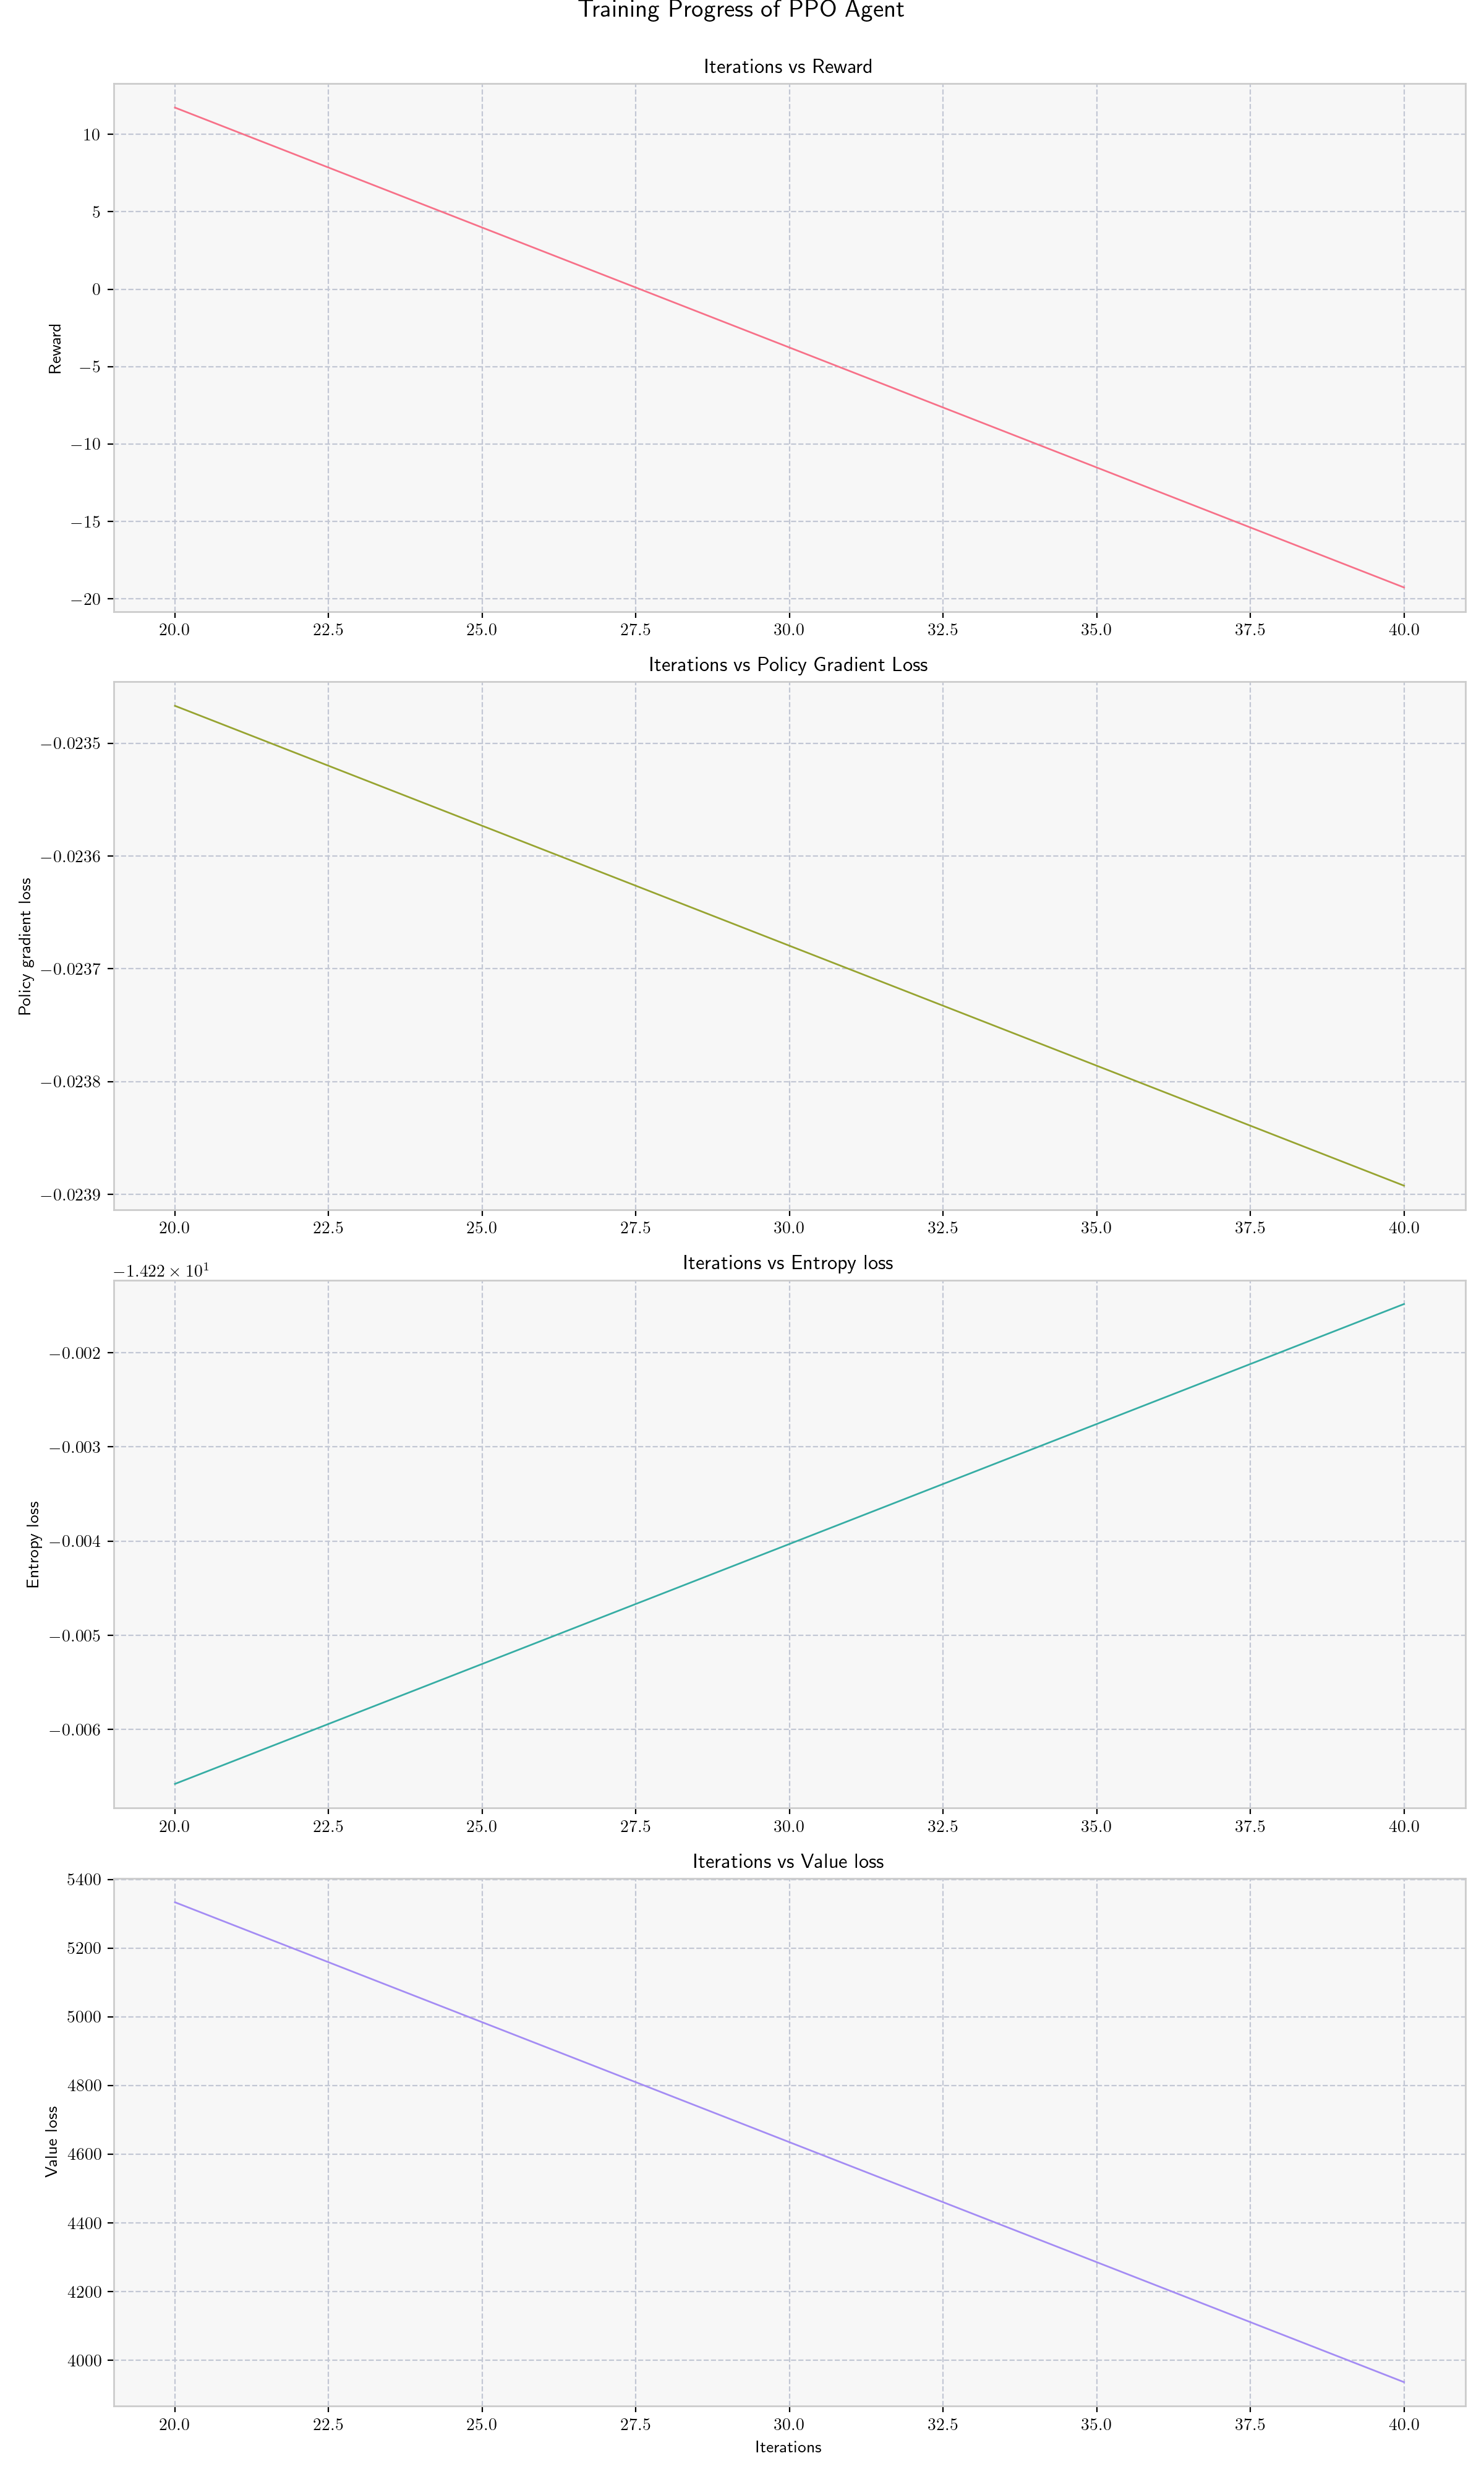 Training Progress of PPO Agent
Iterations vs Reward
10
5
0
−5
−10
−15
−20
Reward
20.0 22.5 25.0 27.5 30.0 32.5 35.0 37.5 40.0
Iterations vs Policy Gradient Loss
−0.0235
−0.0236
−0.0237
−0.0238
−0.0239
Policy gradient loss
20.0 22.5 25.0 27.5 30.0 32.5 35.0 37.5 40.0
Iterations vs Entropy loss
−1.422 × 10¹
−0.002
−0.003
−0.004
−0.005
−0.006
Entropy loss
20.0 22.5 25.0 27.5 30.0 32.5 35.0 37.5 40.0
Iterations vs Value loss
5400
5200
5000
4800
4600
4400
4200
4000
Value loss
20.0 22.5 25.0 27.5 30.0 32.5 35.0 37.5 40.0
Iterations